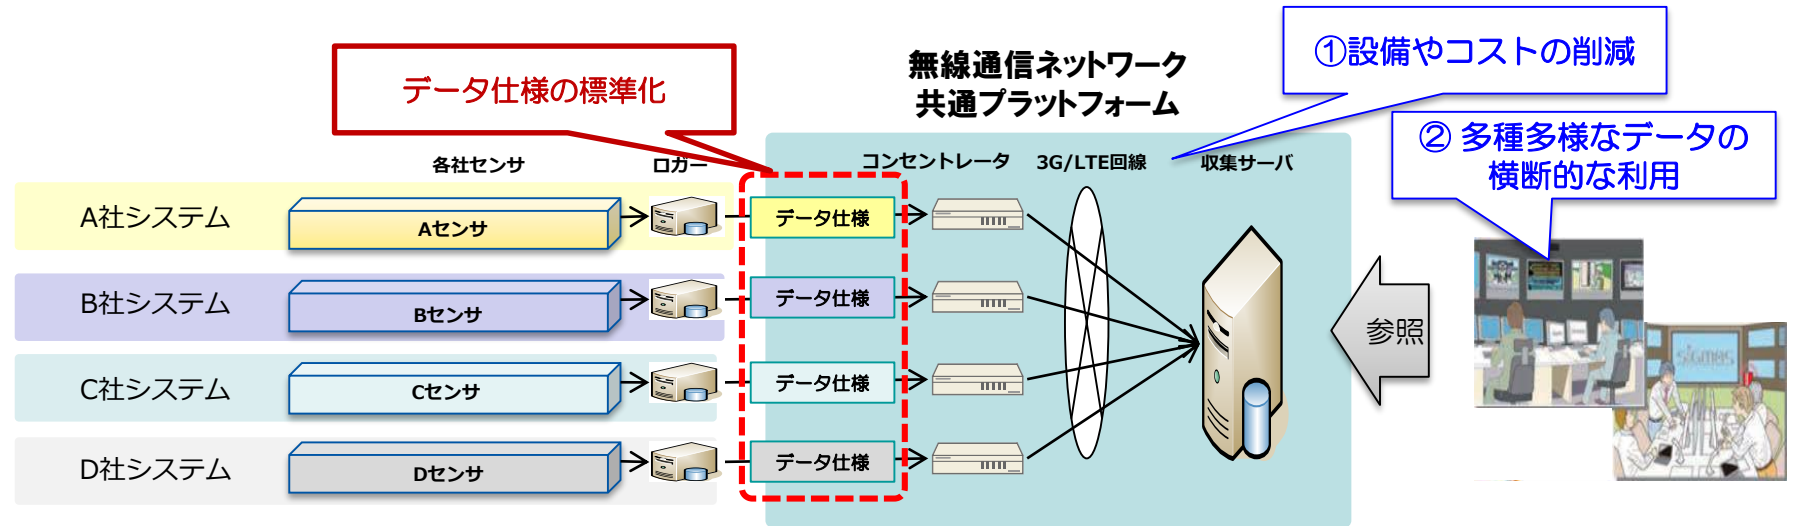 ①設備やコストの削減
無線通信ネットワーク
共通プラットフォーム
データ仕様の標準化
② 多種多様なデータの
横断的な利用
各社センサ
ロガー
コンセントレータ
3G/LTE回線
収集サーバ
A社システム
Aセンサ
データ仕様
B社システム
Bセンサ
データ仕様
参照
sigmas
C社システム
Cセンサ
データ仕様
D社システム
Dセンサ
データ仕様